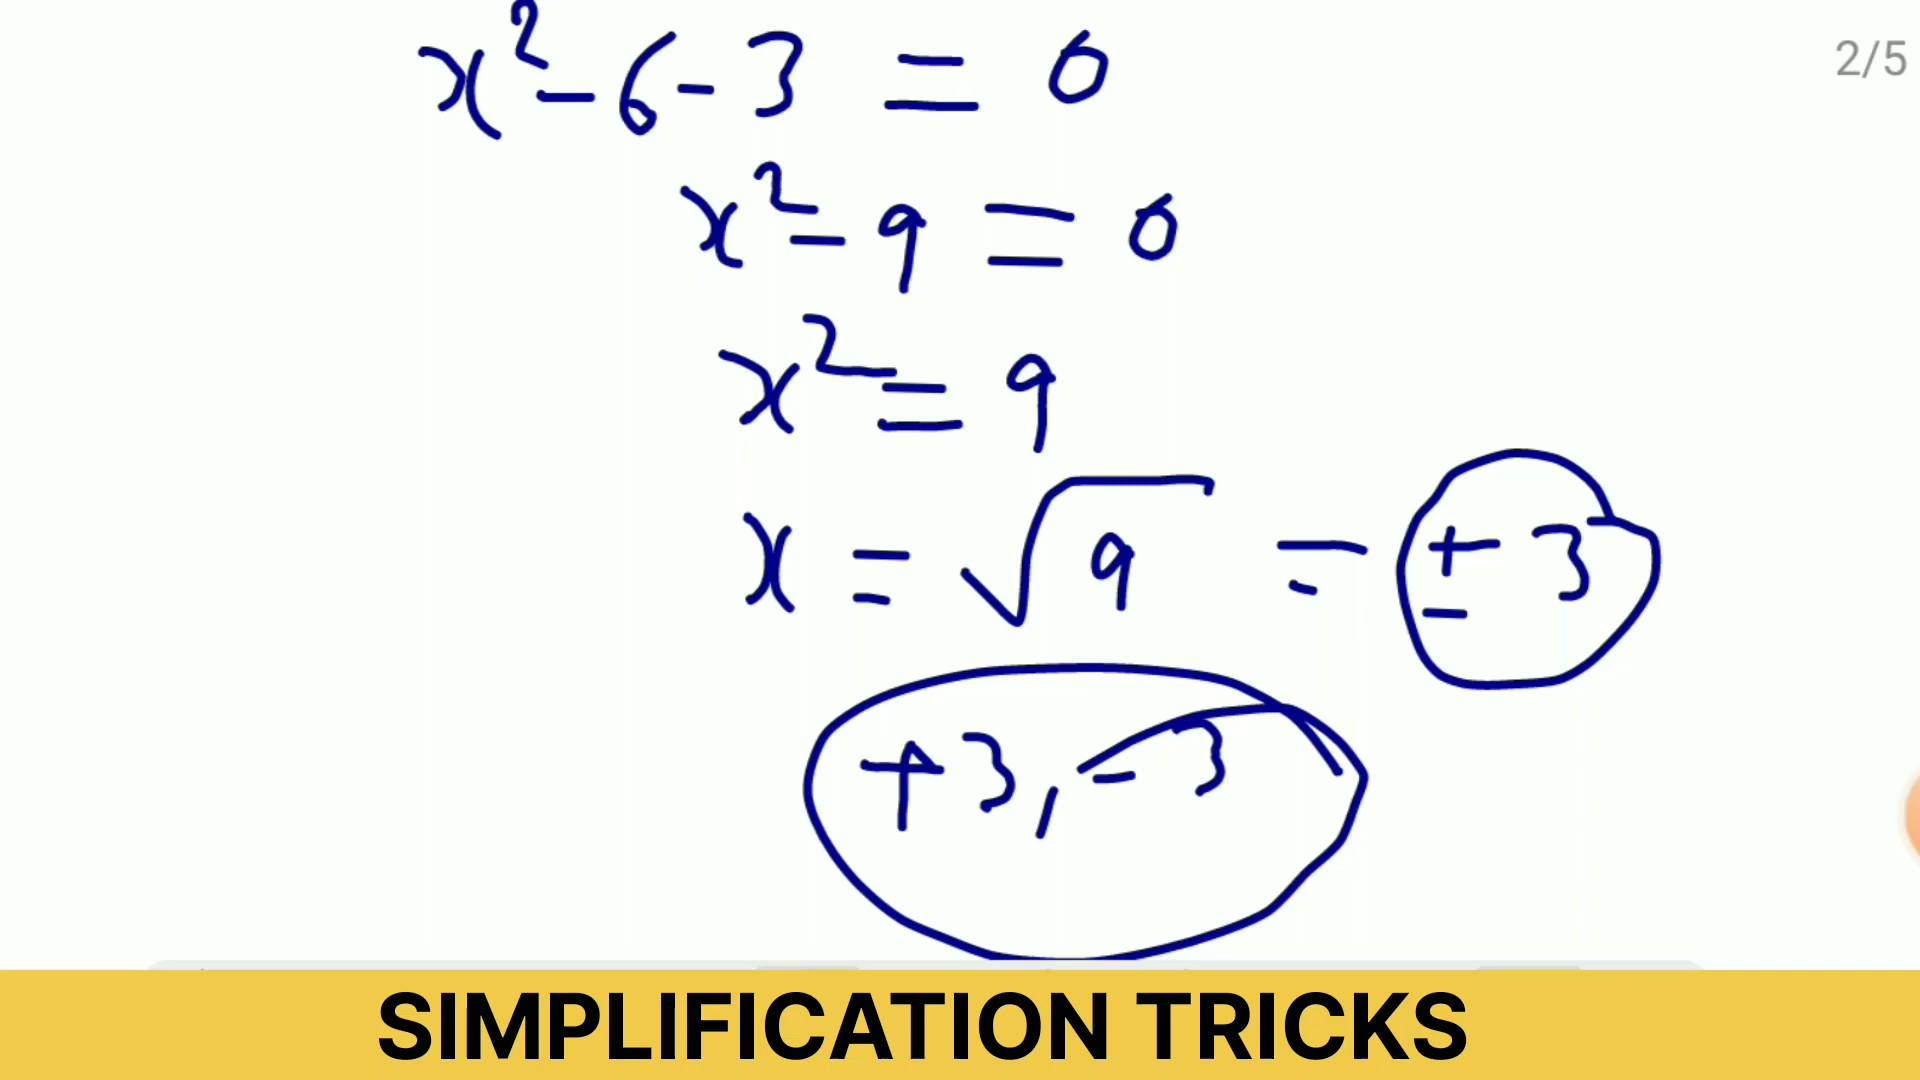 x² - 6 - 3 = 0
2/5
x² - 9 = 0
x² = 9
x = √9 = ± 3
+3, -3
SIMPLIFICATION TRICKS